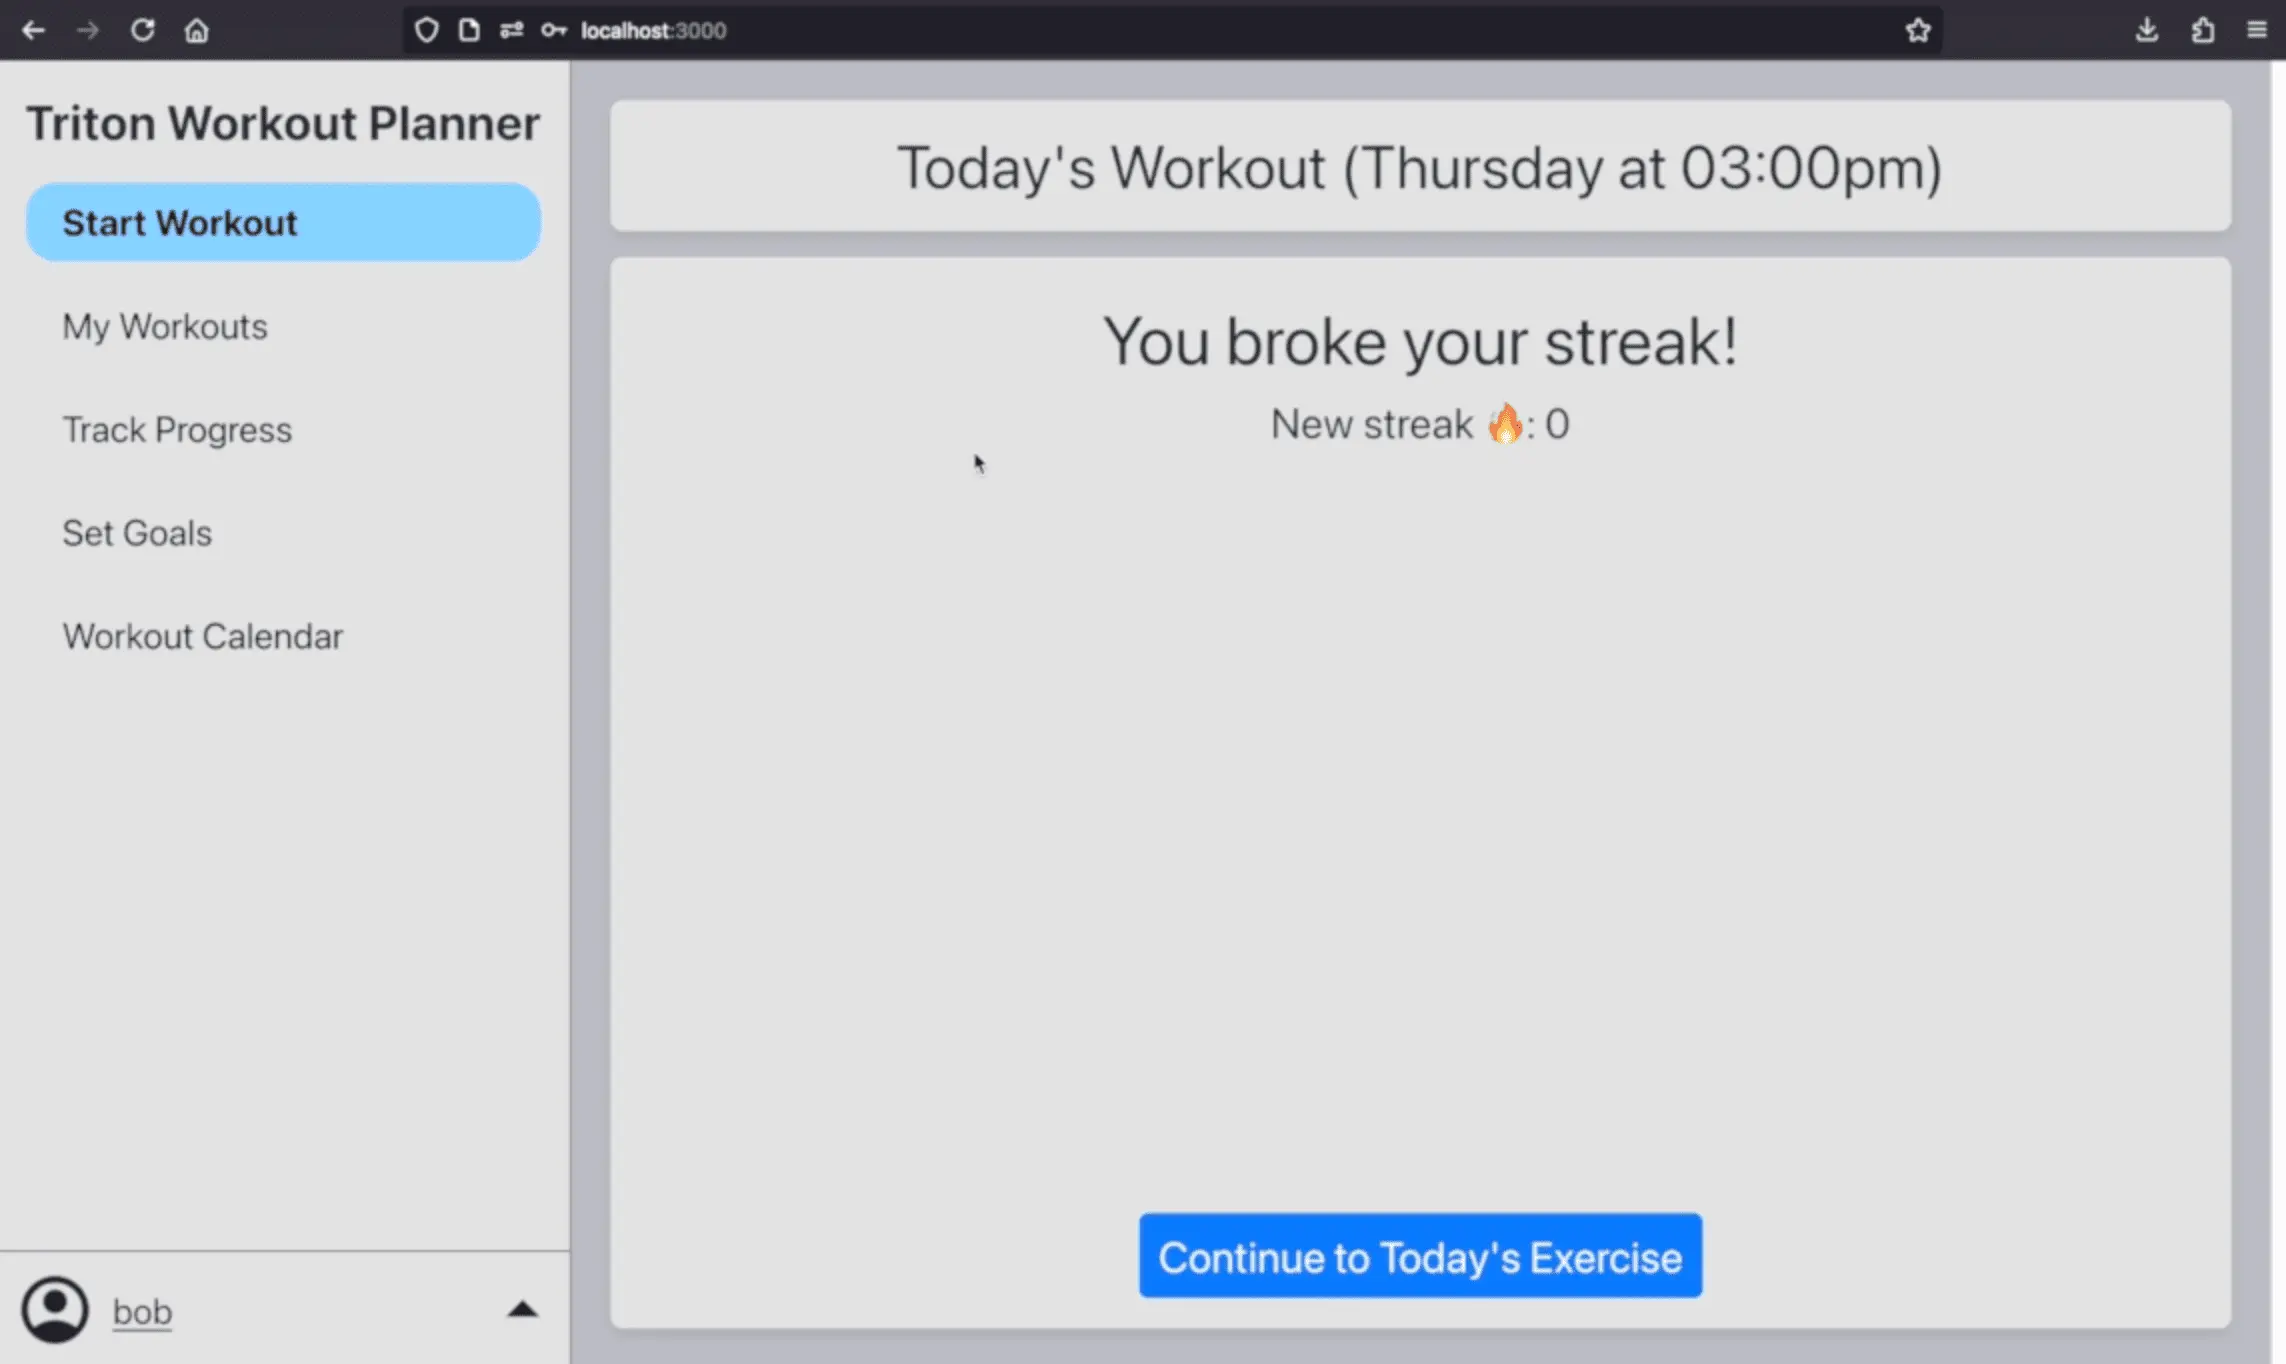 localhost:3000
Triton Workout Planner
Start Workout
My Workouts
Track Progress
Set Goals
Workout Calendar
bob
Today's Workout (Thursday at 03:00pm)
You broke your streak!
New streak 🔥: 0
Continue to Today's Exercise